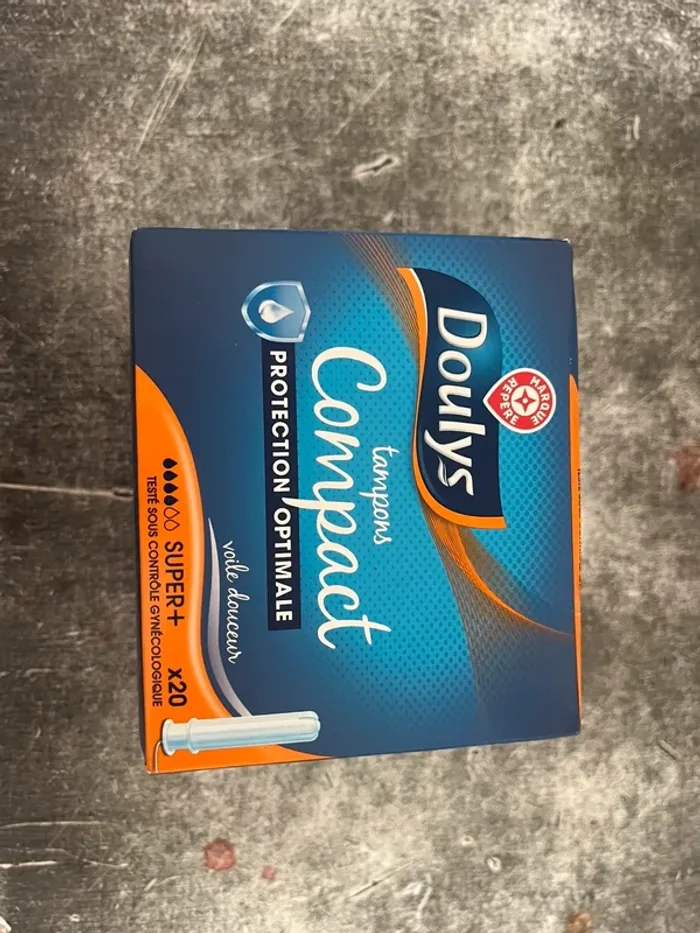 MARQUE
REPÈRE
Doulys
tampons
Compact
PROTECTION OPTIMALE
voile douceur
SUPER+ x20
TESTÉ SOUS CONTRÔLE GYNÉCOLOGIQUE